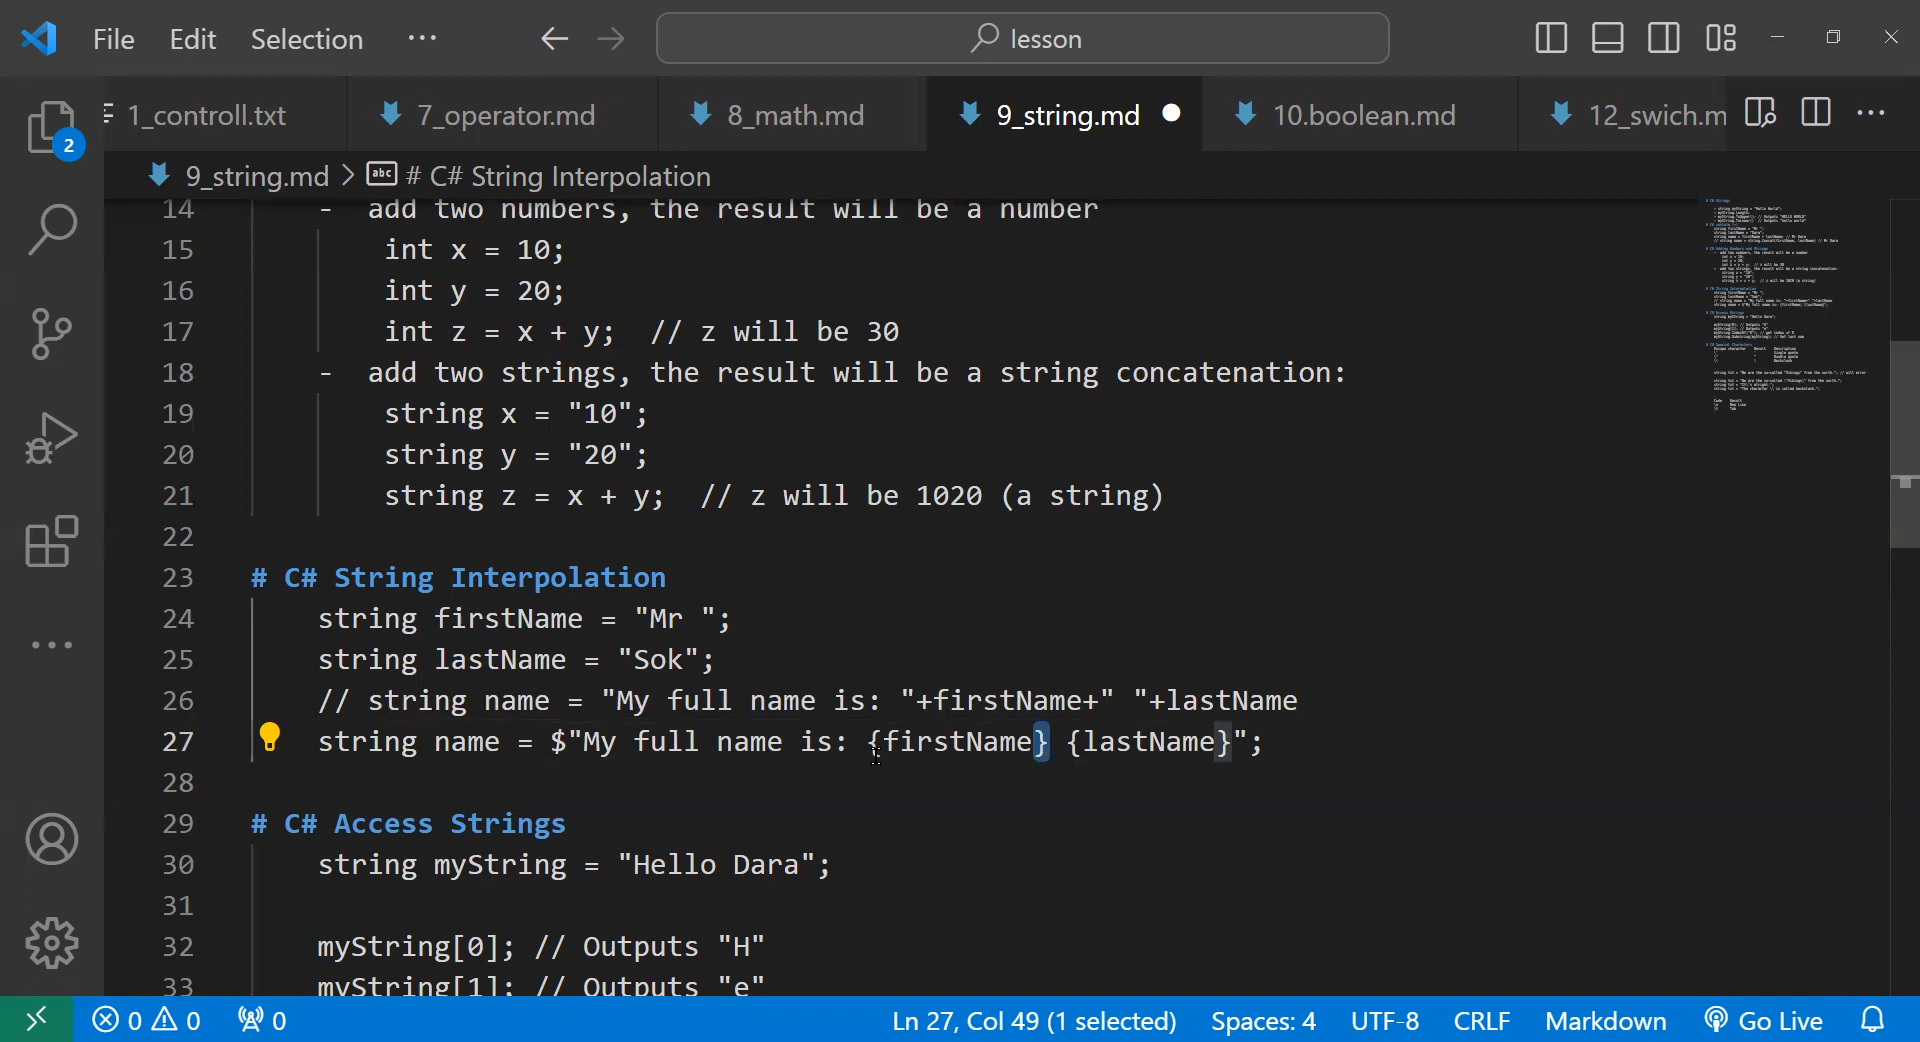 File Edit Selection ··· lesson
1_controll.txt 7_operator.md 8_math.md 9_string.md 10.boolean.md 12_swich.m
2
9_string.md > abc # C# String Interpolation
14 - add two numbers, the result will be a number
15 int x = 10;
16 int y = 20;
17 int z = x + y;  // z will be 30
18 - add two strings, the result will be a string concatenation:
19 string x = "10";
20 string y = "20";
21 string z = x + y;  // z will be 1020 (a string)
22
23 # C# String Interpolation
24 string firstName = "Mr ";
25 string lastName = "Sok";
26 // string name = "My full name is: "+firstName+" "+lastName
27 string name = $"My full name is: {firstName} {lastName}";
28
29 # C# Access Strings
30 string myString = "Hello Dara";
31
32 myString[0]; // Outputs "H"
33 myString[1]; // Outputs "e"
0 0 0 Ln 27, Col 49 (1 selected) Spaces: 4 UTF-8 CRLF Markdown Go Live